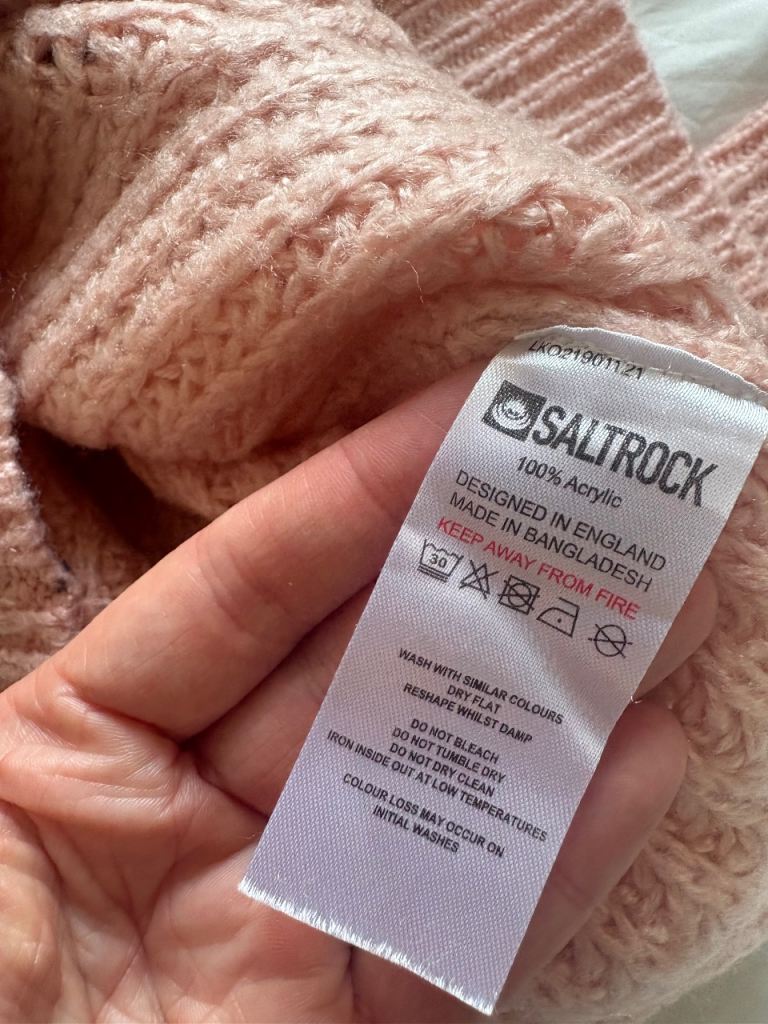 LKO21901121
SALTROCK
100% Acrylic
DESIGNED IN ENGLAND
MADE IN BANGLADESH
KEEP AWAY FROM FIRE
30
WASH WITH SIMILAR COLOURS
DRY FLAT
RESHAPE WHILST DAMP
DO NOT BLEACH
DO NOT TUMBLE DRY
DO NOT DRY CLEAN
IRON INSIDE OUT AT LOW TEMPERATURES
COLOUR LOSS MAY OCCUR ON
INITIAL WASHES